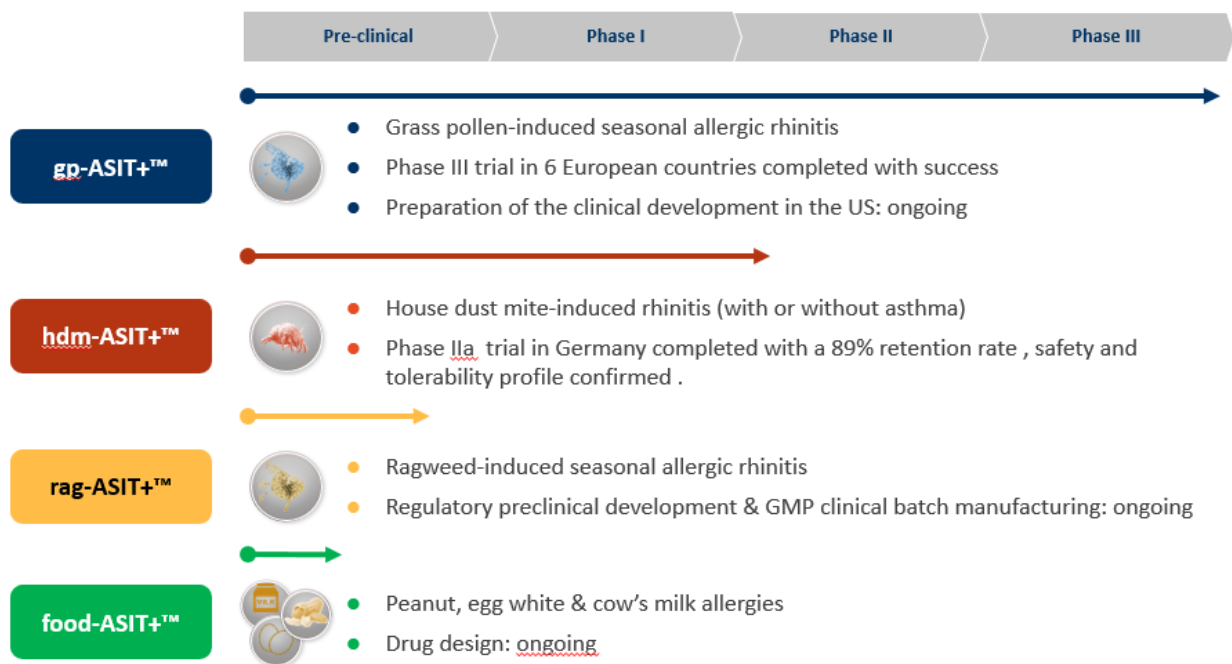 Pre-clinical
Phase I
Phase II
Phase III
gp-ASIT+™
Grass pollen-induced seasonal allergic rhinitis
Phase III trial in 6 European countries completed with success
Preparation of the clinical development in the US: ongoing
hdm-ASIT+™
House dust mite-induced rhinitis (with or without asthma)
Phase IIa  trial in Germany completed with a 89% retention rate , safety and
tolerability profile confirmed .
rag-ASIT+™
Ragweed-induced seasonal allergic rhinitis
Regulatory preclinical development & GMP clinical batch manufacturing: ongoing
food-ASIT+™
MILK
Peanut, egg white & cow's milk allergies
Drug design: ongoing